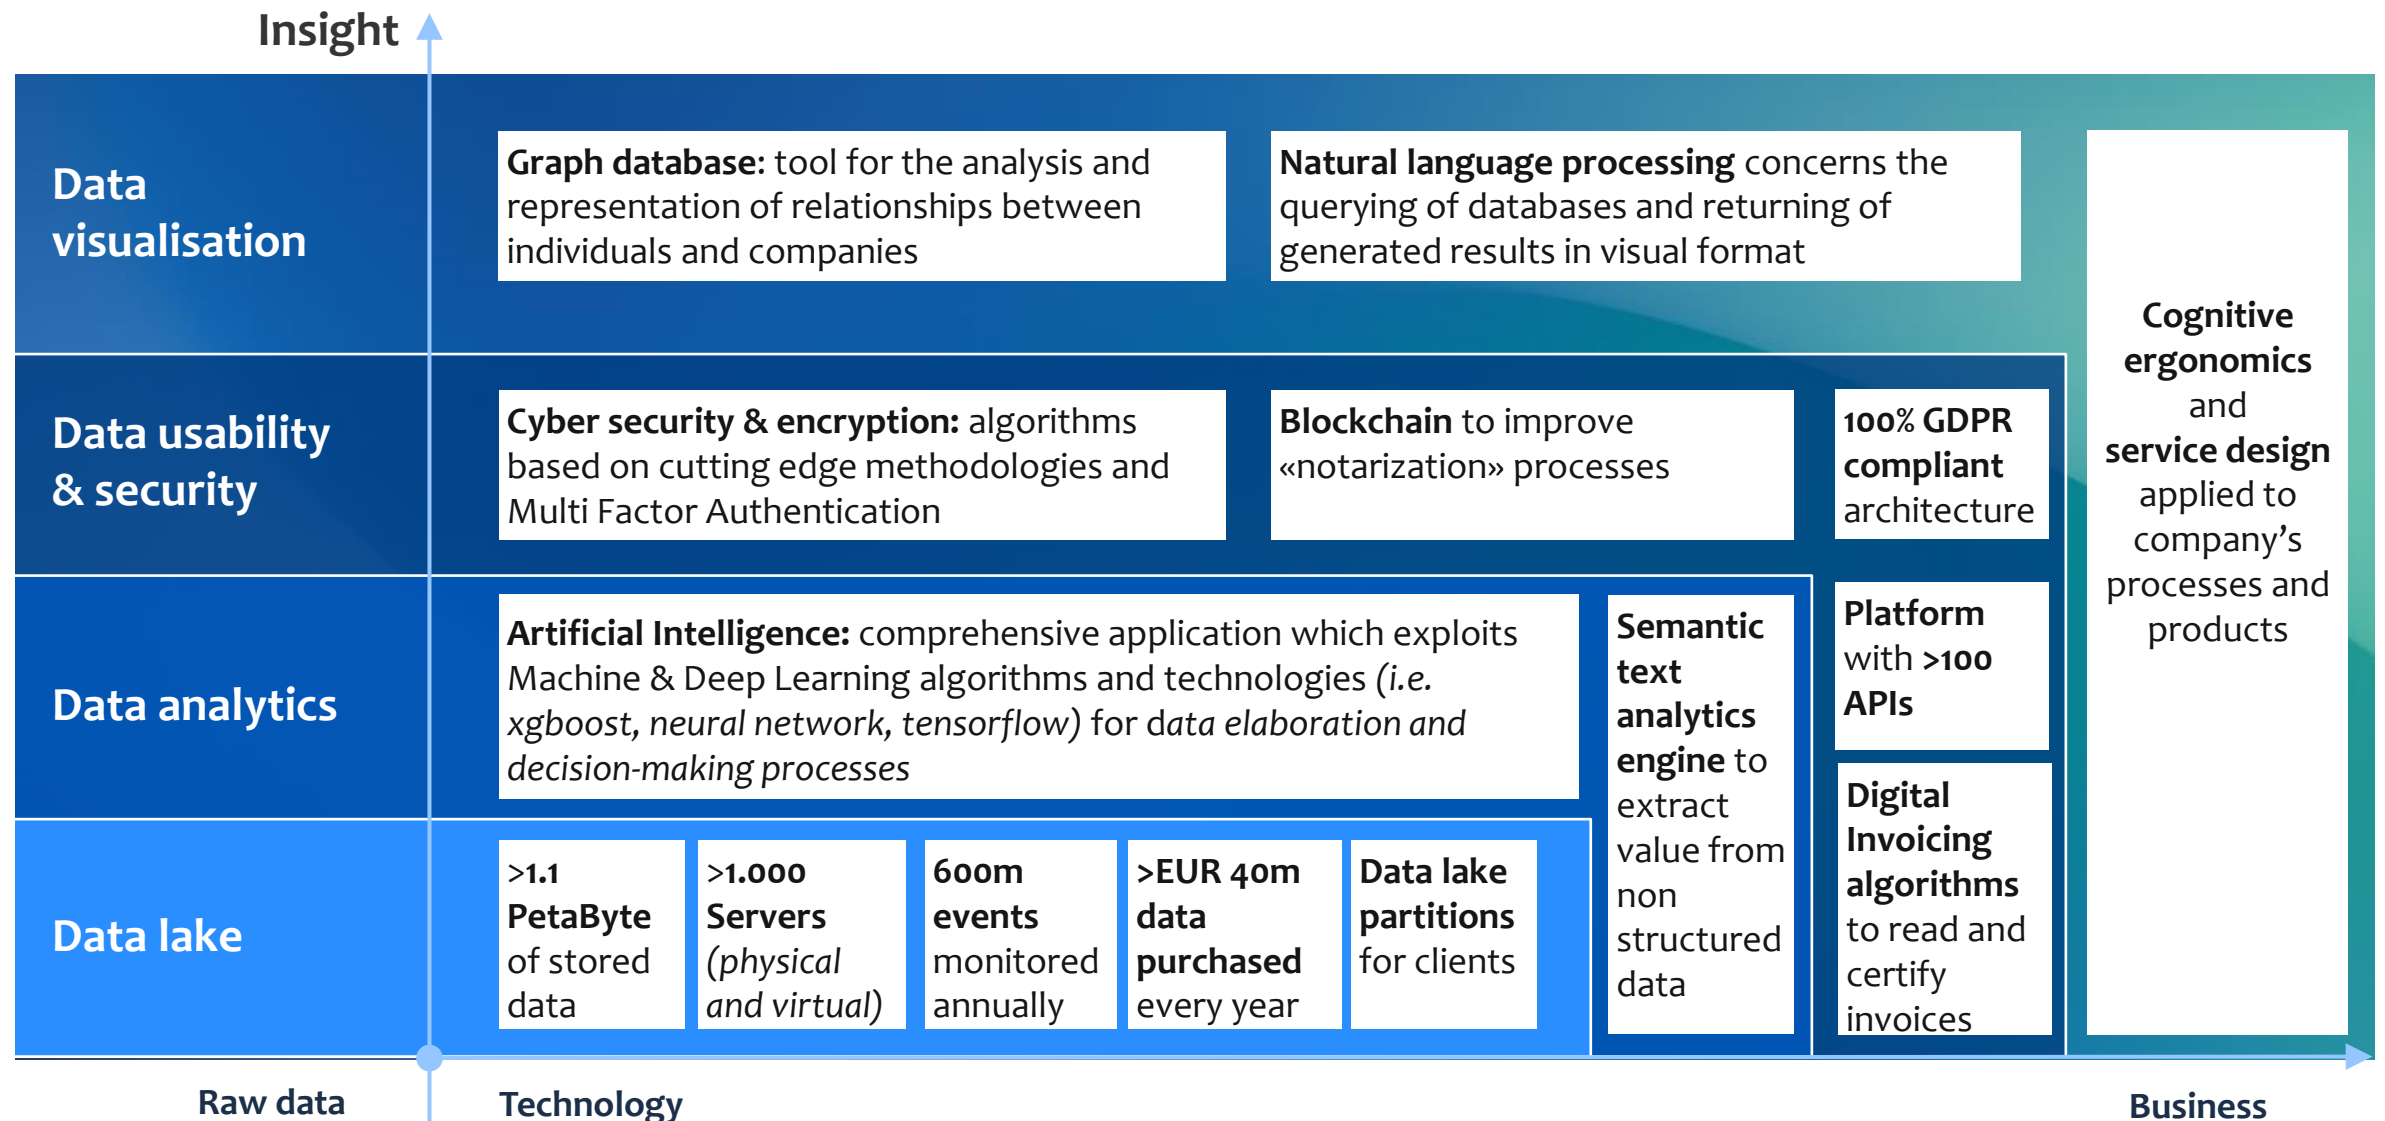 Insight
Data
visualisation
Graph database: tool for the analysis and
representation of relationships between
individuals and companies
Natural language processing concerns the
querying of databases and returning of
generated results in visual format
Cognitive
ergonomics
and
service design
applied to
company's
processes and
products
Data usability
& security
Cyber security & encryption: algorithms
based on cutting edge methodologies and
Multi Factor Authentication
Blockchain to improve
«notarization» processes
100% GDPR
compliant
architecture
Data analytics
Artificial Intelligence: comprehensive application which exploits
Machine & Deep Learning algorithms and technologies (i.e.
xgboost, neural network, tensorflow) for data elaboration and
decision-making processes
Semantic
text
analytics
engine to
extract
value from
non
structured
data
Platform
with >100
APIs
Digital
Invoicing
algorithms
to read and
certify
invoices
Data lake
>1.1
PetaByte
of stored
data
>1.000
Servers
(physical
and virtual)
600m
events
monitored
annually
>EUR 40m
data
purchased
every year
Data lake
partitions
for clients
Raw data
Technology
Business